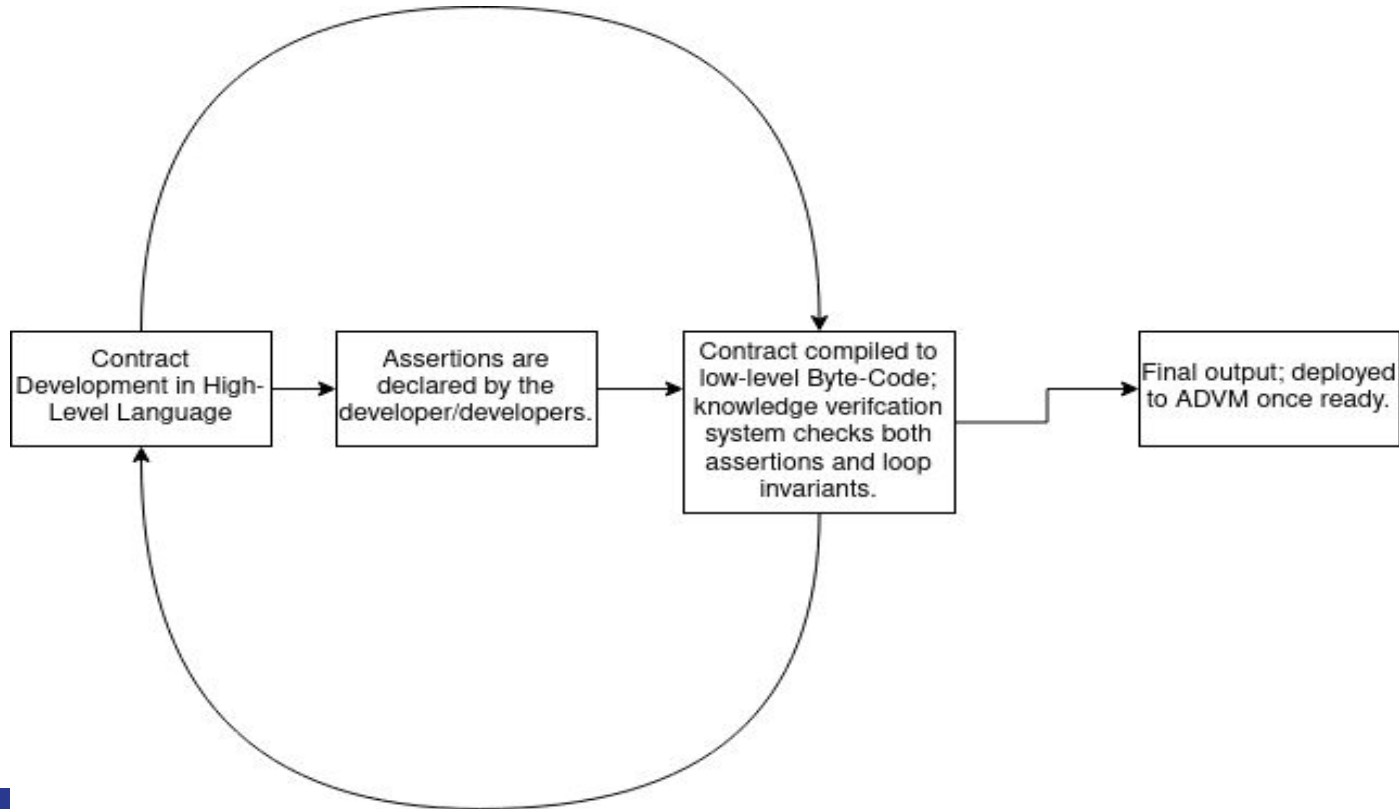 Contract
Development in High-
Level Language
Assertions are
declared by the
developer/developers.
Contract compiled to
low-level Byte-Code;
knowledge verifcation
system checks both
assertions and loop
invariants.
Final output; deployed
to ADVM once ready.